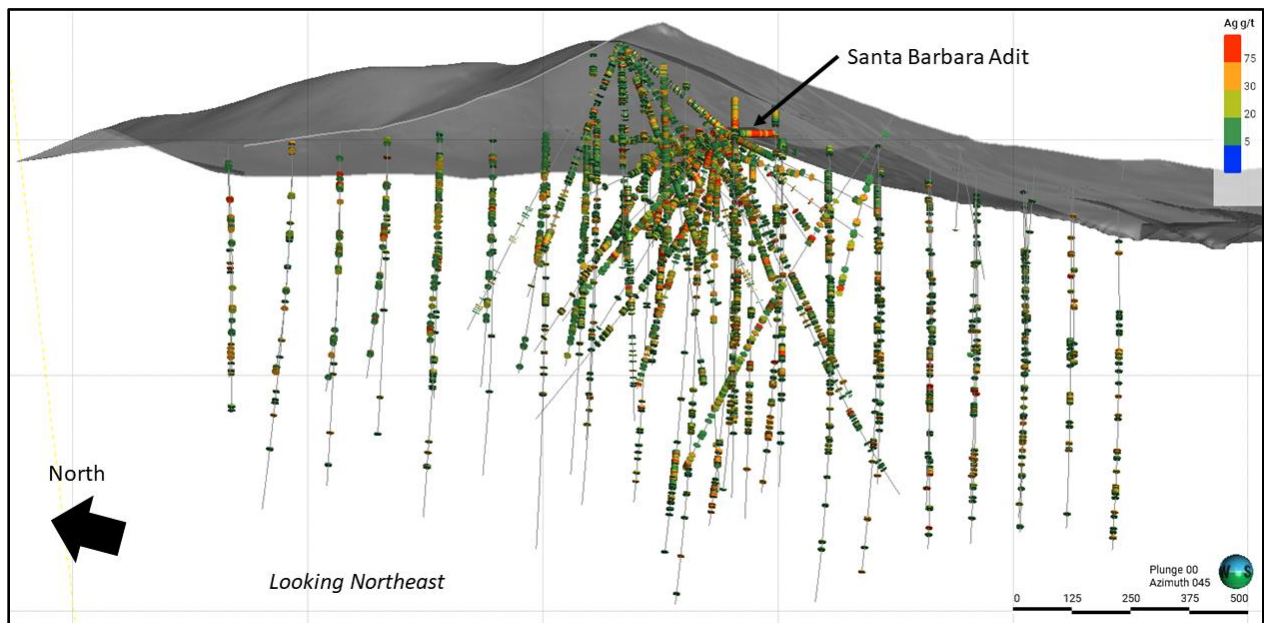 Ag g/t
75
30
20
5
Santa Barbara Adit
North
Looking Northeast
Plunge 00
Azimuth 045
W S
0 125 250 375 500